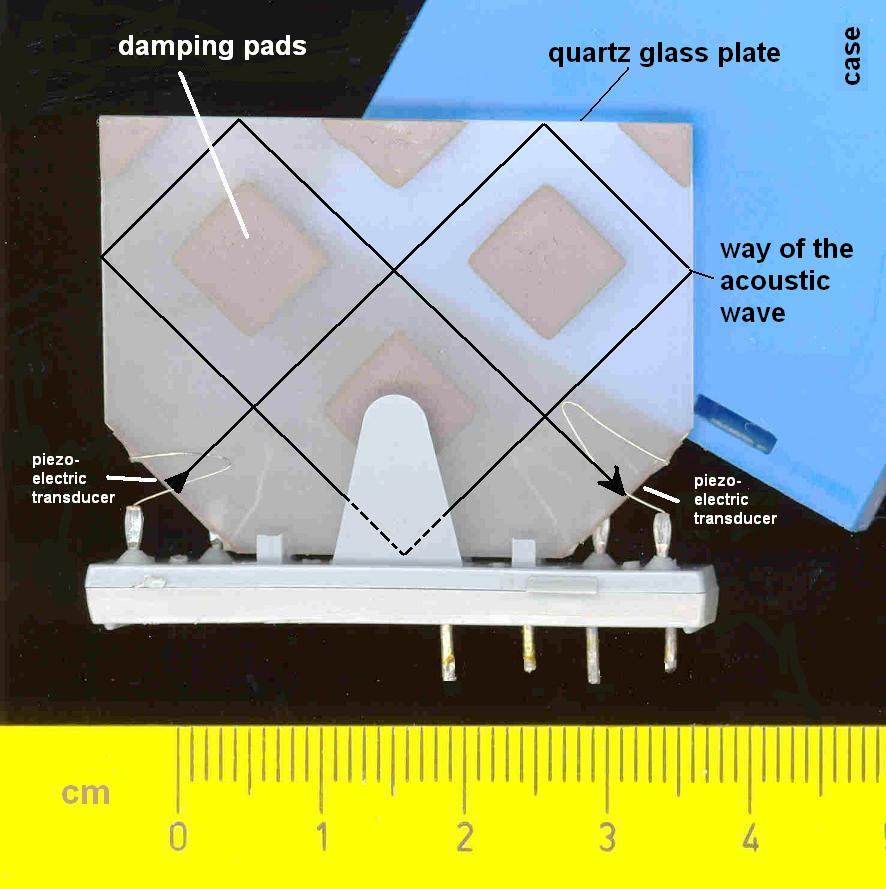 damping pads
quartz glass plate
case
way of the
acoustic
wave
piezo-
electric
transducer
piezo-
electric
transducer
cm
0 1 2 3 4